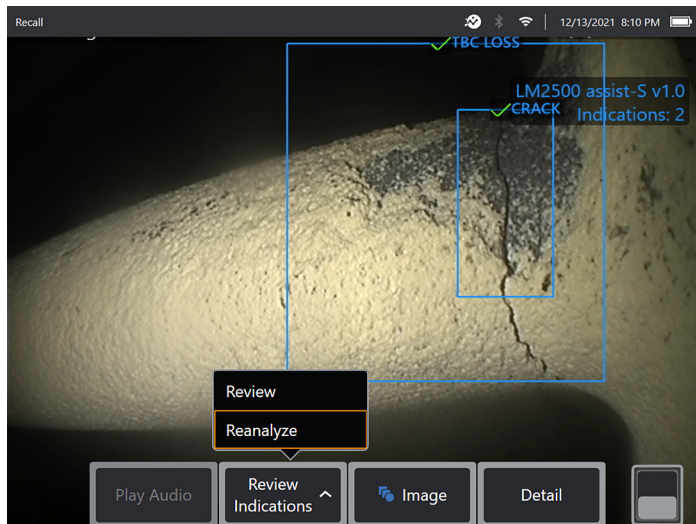 Recall
12/13/2021 8:10 PM
TBC LOSS
LM2500 assist-S v1.0
CRACK
Indications: 2
Review
Reanalyze
Play Audio
Review
Indications
Image
Detail